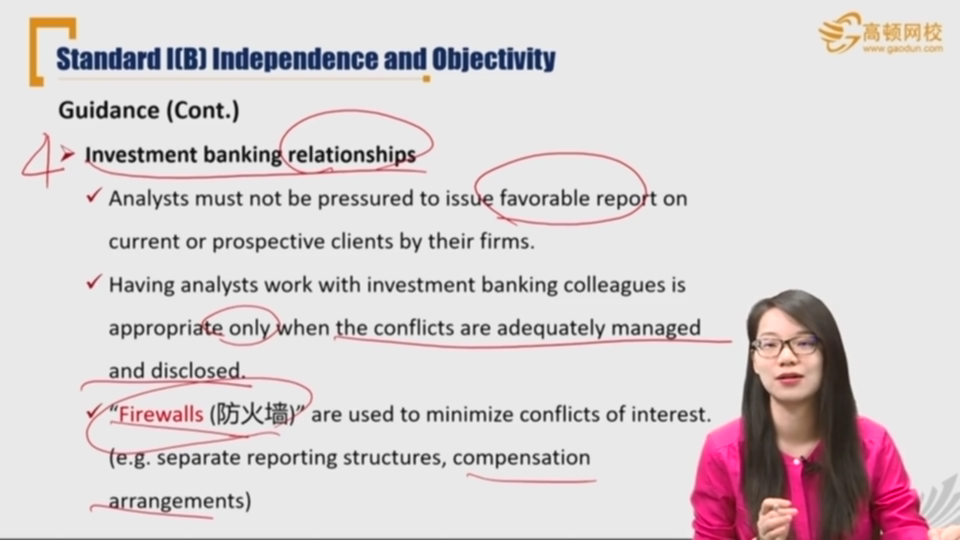 高顿网校
www.gaodun.com
Standard I(B) Independence and Objectivity
Guidance (Cont.)
4
Investment banking relationships
Analysts must not be pressured to issue favorable report on
current or prospective clients by their firms.
Having analysts work with investment banking colleagues is
appropriate only when the conflicts are adequately managed
and disclosed.
“Firewalls (防火墙)” are used to minimize conflicts of interest.
(e.g. separate reporting structures, compensation
arrangements)